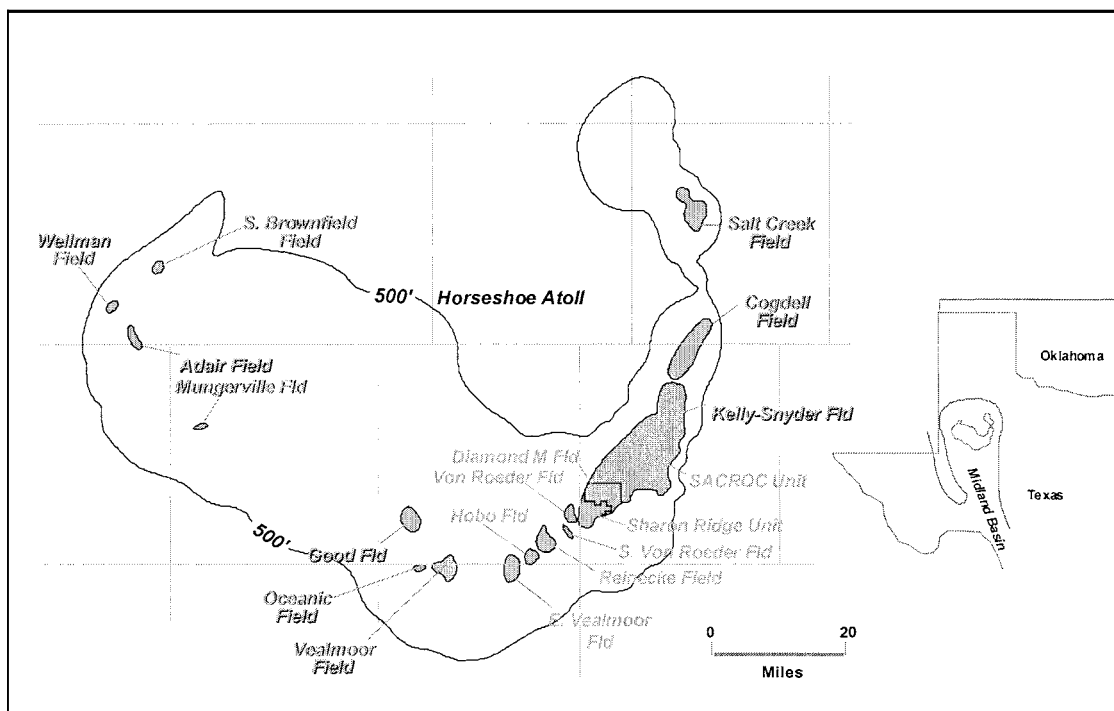 S. Brownfield
Field
Wellman
Field
Salt Creek
Field
500'
Horseshoe Atoll
Cogdell
Field
Adair Field
Mungerville Fld
Oklahoma
Kelly-Snyder Fld
Diamond M Fld
Von Roeder Fld
SACROC Unit
Hobo Fld
Sharon Ridge Unit
500'
Good Fld
S. Von Roeder Fld
Reinecke Field
Midland Basin
Texas
Oceanic
Field
E. Vealmoor
Fld
Vealmoor
Field
0
20
Miles